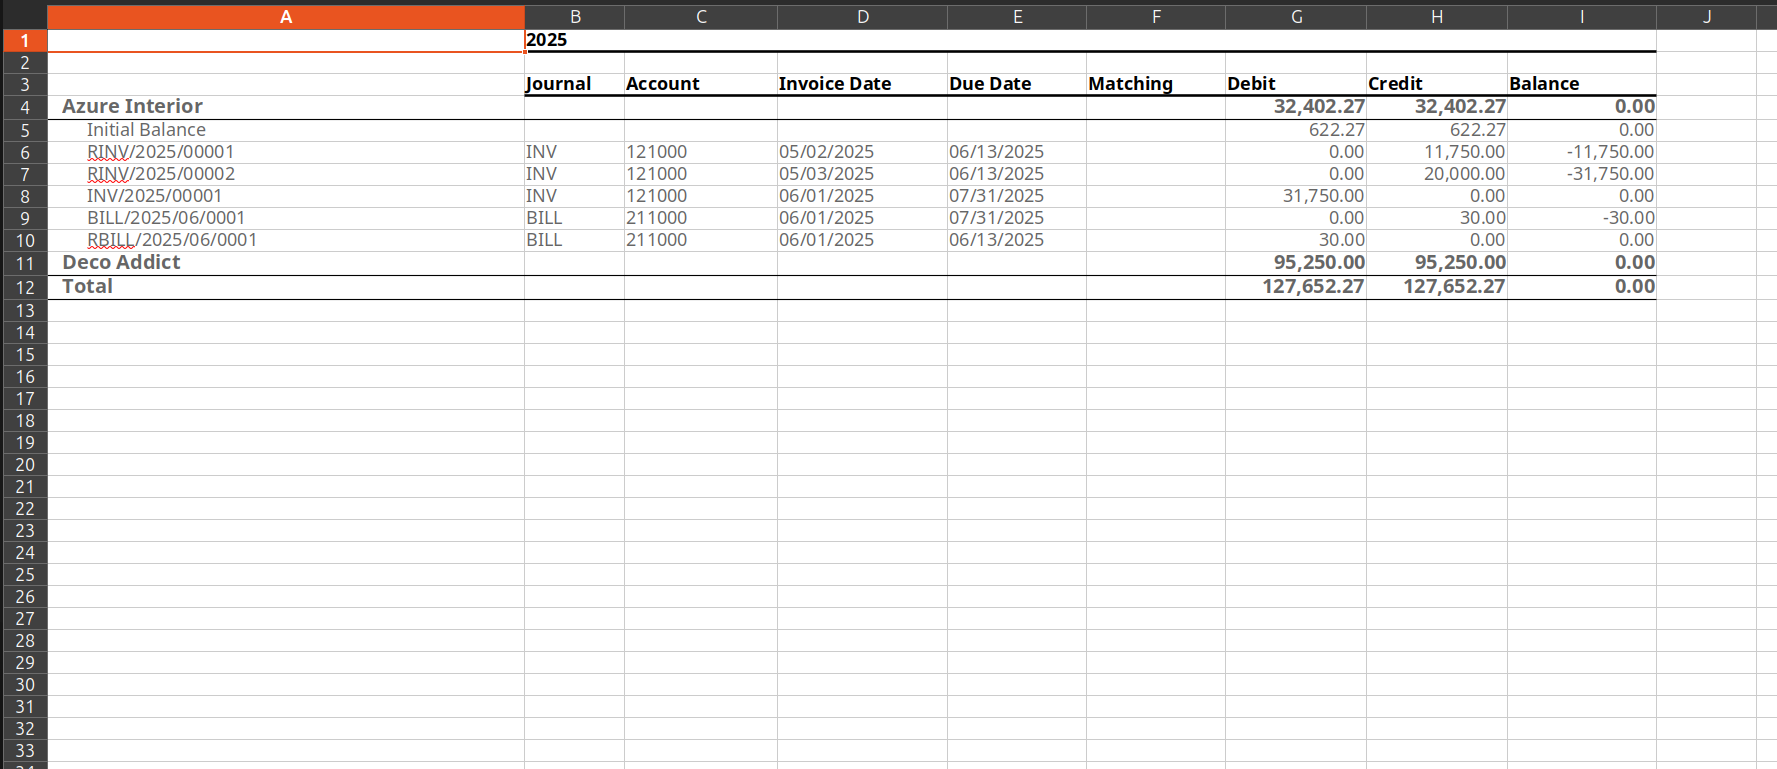 A B C D E F G H I J
1 2025
2
3 Journal Account Invoice Date Due Date Matching Debit Credit Balance
4 Azure Interior 32,402.27 32,402.27 0.00
5 Initial Balance 622.27 622.27 0.00
6 RINV/2025/00001 INV 121000 05/02/2025 06/13/2025 0.00 11,750.00 -11,750.00
7 RINV/2025/00002 INV 121000 05/03/2025 06/13/2025 0.00 20,000.00 -31,750.00
8 INV/2025/00001 INV 121000 06/01/2025 07/31/2025 31,750.00 0.00 0.00
9 BILL/2025/06/0001 BILL 211000 06/01/2025 07/31/2025 0.00 30.00 -30.00
10 RBILL/2025/06/0001 BILL 211000 06/01/2025 06/13/2025 30.00 0.00 0.00
11 Deco Addict 95,250.00 95,250.00 0.00
12 Total 127,652.27 127,652.27 0.00
13
14
15
16
17
18
19
20
21
22
23
24
25
26
27
28
29
30
31
32
33